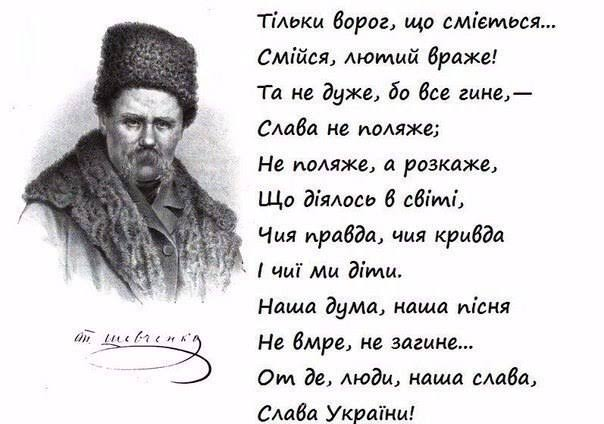 Тільки ворог, що сміється...
Смійся, лютий враже!
Та не дуже, бо все гине,—
Слава не поляже;
Не поляже, а розкаже,
Що діялось в світі,
Чия правда, чия кривда
І чиї ми діти.
Наша дума, наша пісня
Не вмре, не загине...
От де, люди, наша слава,
Слава України!
Т. Шевченко